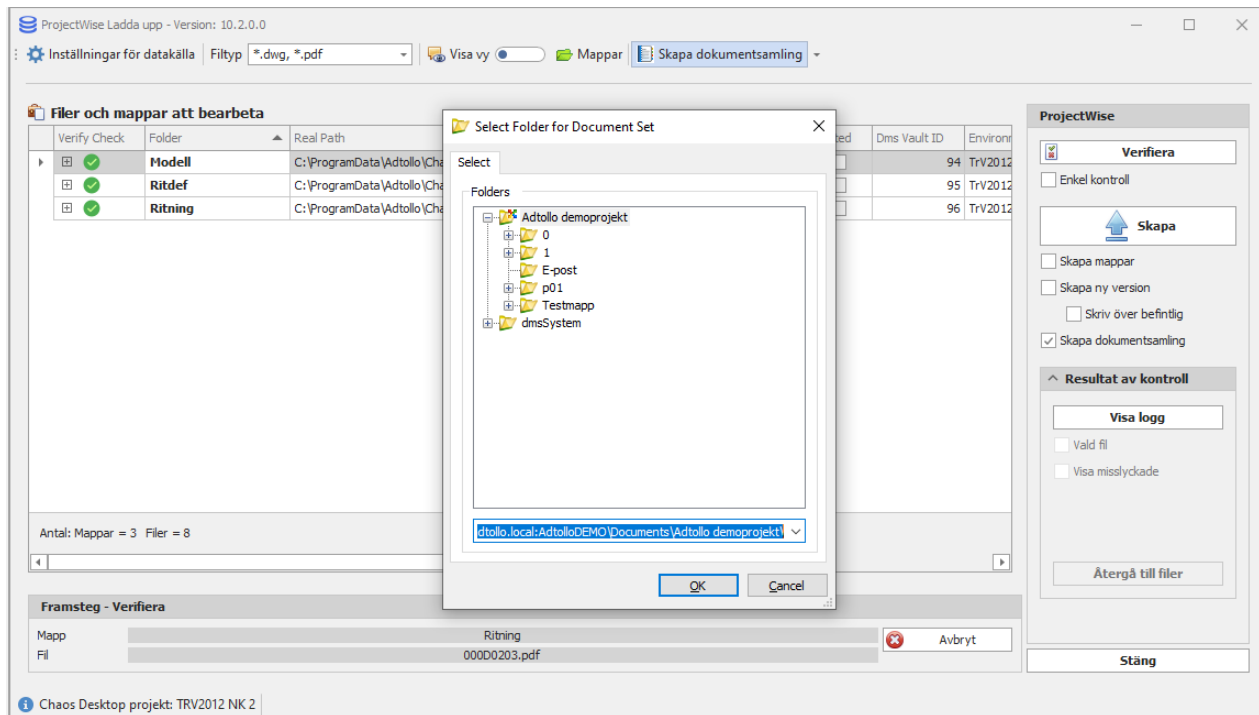 ProjectWise Ladda upp - Version: 10.2.0.0
Inställningar för datakälla Filtyp *.dwg, *.pdf Visa vy Mappar Skapa dokumentsamling
Filer och mappar att bearbeta
Verify Check Folder Real Path ted Dms Vault ID Environm
Modell C:\ProgramData\Adtollo\Cha 94 TrV2012
Ritdef C:\ProgramData\Adtollo\Cha 95 TrV2012
Ritning C:\ProgramData\Adtollo\Cha 96 TrV2012
Antal: Mappar = 3 Filer = 8
Select Folder for Document Set
Select
Folders
Adtollo demoprojekt
0
1
E-post
p01
Testmapp
dmsSystem
dtollo.local:AdtolloDEMO\Documents\Adtollo demoprojekt\
OK Cancel
ProjectWise
Verifiera
Enkel kontroll
Skapa
Skapa mappar
Skapa ny version
Skriv över befintlig
Skapa dokumentsamling
Resultat av kontroll
Visa logg
Vald fil
Visa misslyckade
Återgå till filer
Framsteg - Verifiera
Mapp Ritning
Fil 000D0203.pdf
Avbryt
Stäng
Chaos Desktop projekt: TRV2012 NK 2